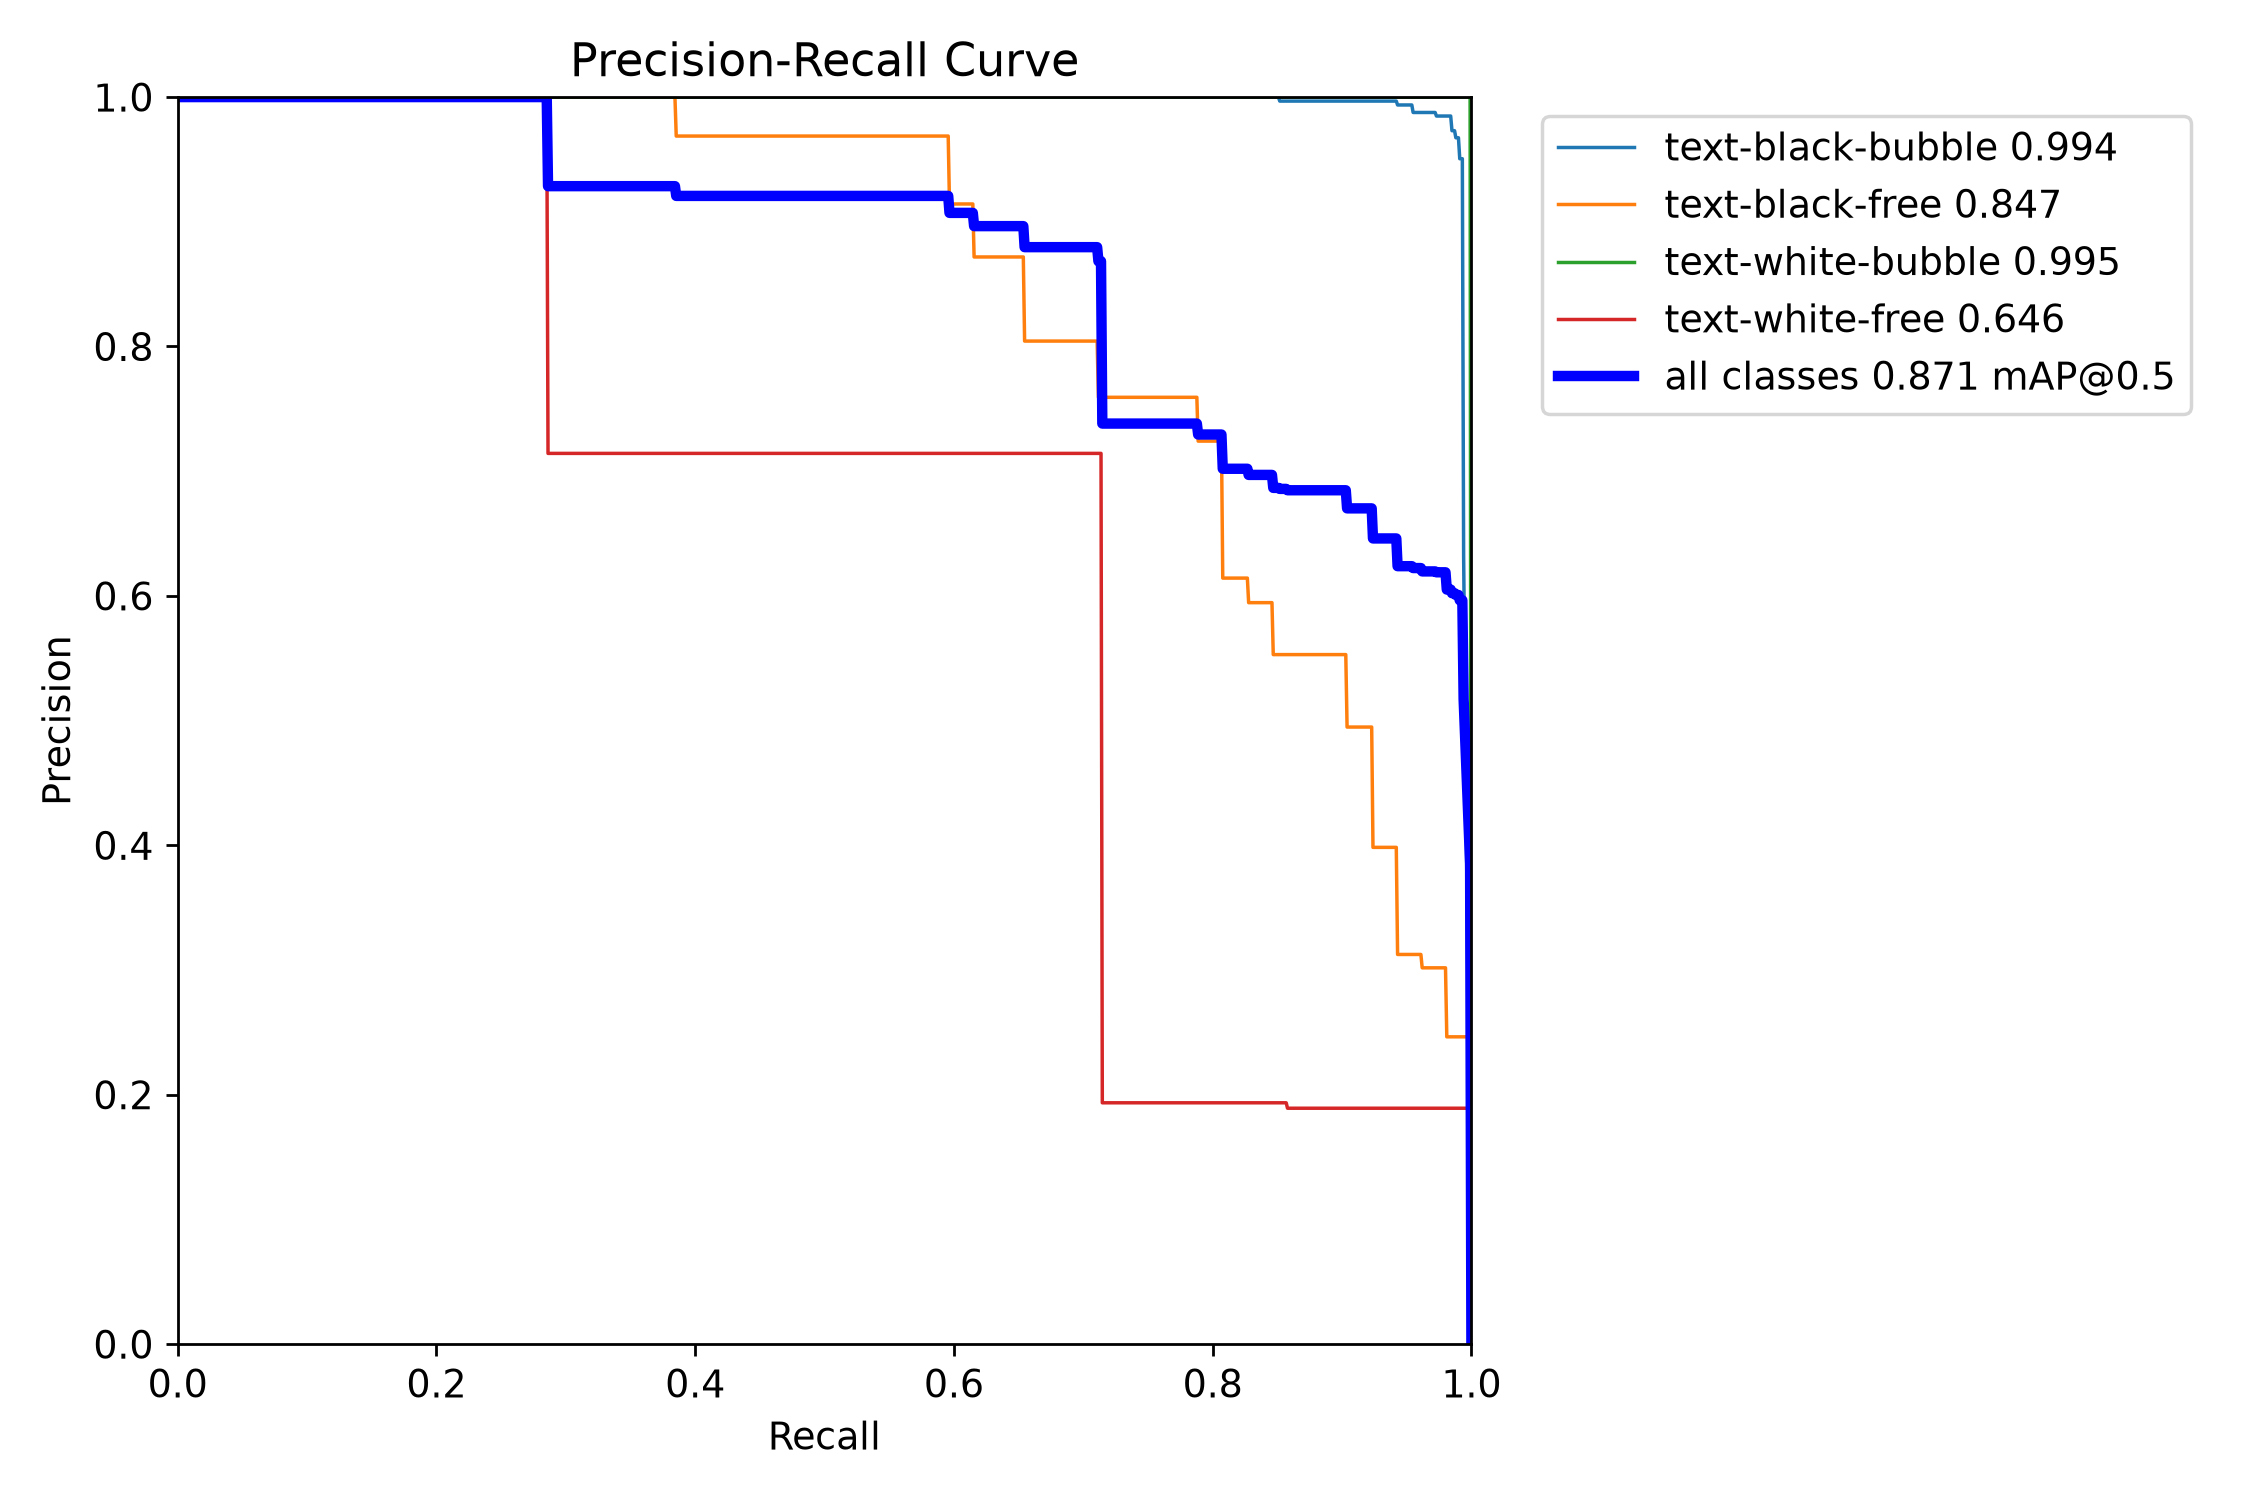 Precision-Recall Curve
1.0
0.8
0.6
0.4
0.2
0.0
Precision
0.0 0.2 0.4 0.6 0.8 1.0
Recall
text-black-bubble 0.994
text-black-free 0.847
text-white-bubble 0.995
text-white-free 0.646
all classes 0.871 mAP@0.5